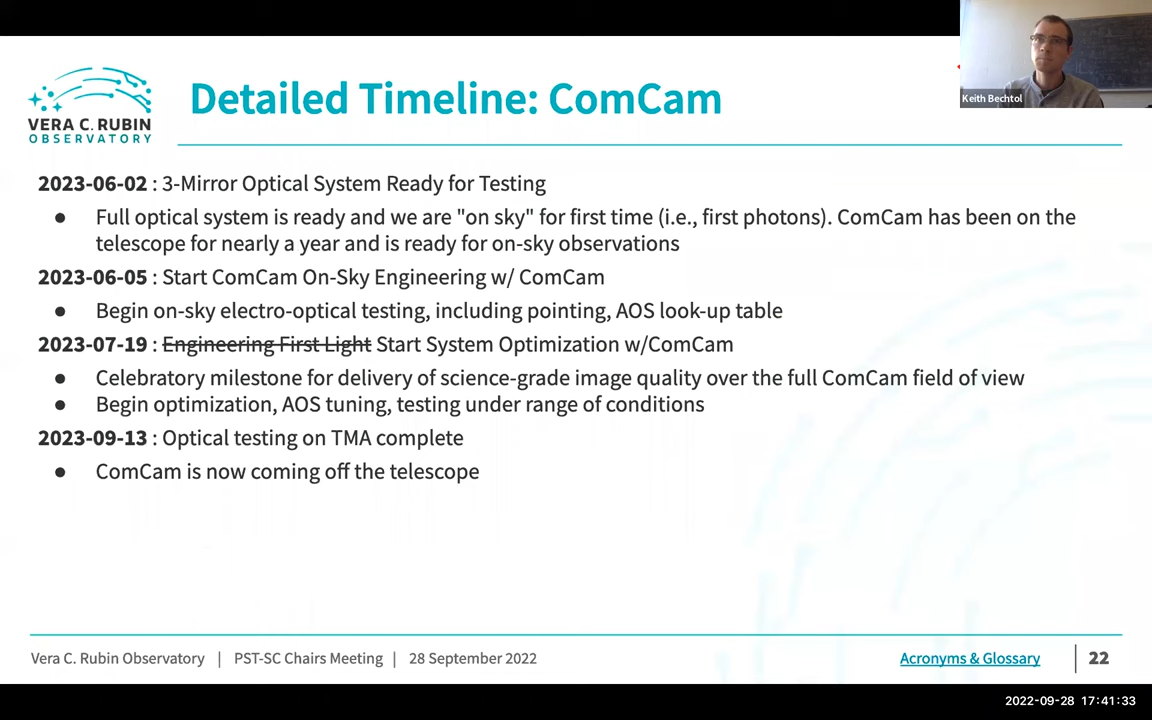 Keith Bechtol
VERA C. RUBIN
OBSERVATORY
Detailed Timeline: ComCam
2023-06-02 : 3-Mirror Optical System Ready for Testing
● Full optical system is ready and we are "on sky" for first time (i.e., first photons). ComCam has been on the
telescope for nearly a year and is ready for on-sky observations
2023-06-05 : Start ComCam On-Sky Engineering w/ ComCam
● Begin on-sky electro-optical testing, including pointing, AOS look-up table
2023-07-19 : Engineering First Light Start System Optimization w/ComCam
● Celebratory milestone for delivery of science-grade image quality over the full ComCam field of view
● Begin optimization, AOS tuning, testing under range of conditions
2023-09-13 : Optical testing on TMA complete
● ComCam is now coming off the telescope
Vera C. Rubin Observatory | PST-SC Chairs Meeting | 28 September 2022
Acronyms & Glossary | 22
2022-09-28 17:41:33